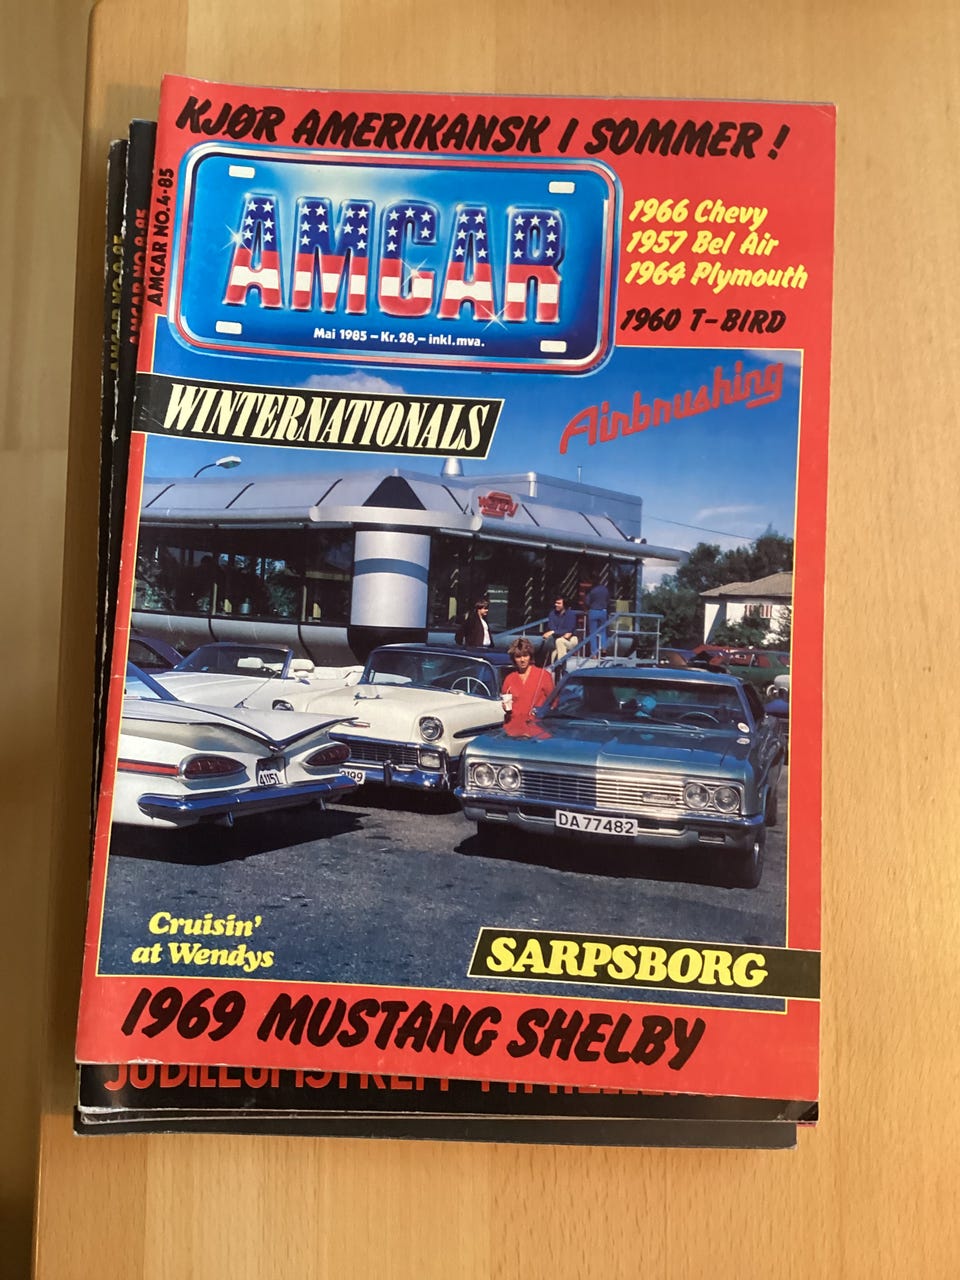 KJØR AMERIKANSK I SOMMER !
AMCAR NO.4-85
AMCAR
Mai 1985 – Kr. 28,– inkl.mva.
1966 Chevy
1957 Bel Air
1964 Plymouth
1960 T-BIRD
WINTERNATIONALS
Airbrushing
41151
DA 77482
Cruisin'
at Wendys
SARPSBORG
1969 MUSTANG SHELBY